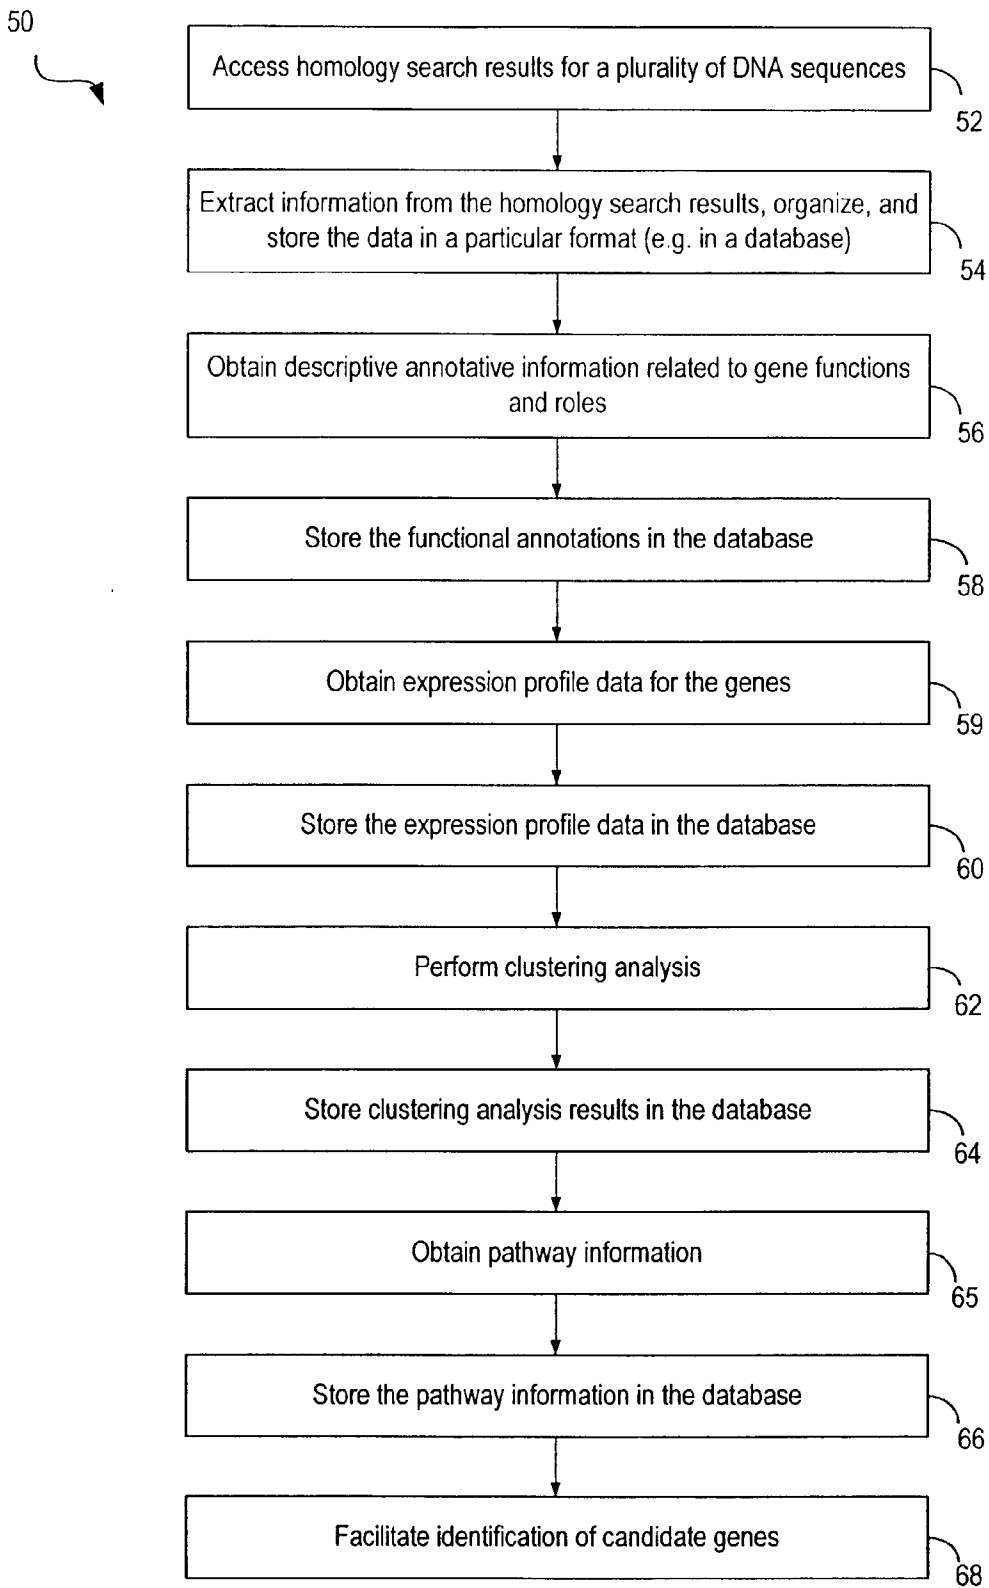 50
Access homology search results for a plurality of DNA sequences
52
Extract information from the homology search results, organize, and
store the data in a particular format (e.g. in a database)
54
Obtain descriptive annotative information related to gene functions
and roles
56
Store the functional annotations in the database
58
Obtain expression profile data for the genes
59
Store the expression profile data in the database
60
Perform clustering analysis
62
Store clustering analysis results in the database
64
Obtain pathway information
65
Store the pathway information in the database
66
Facilitate identification of candidate genes
68